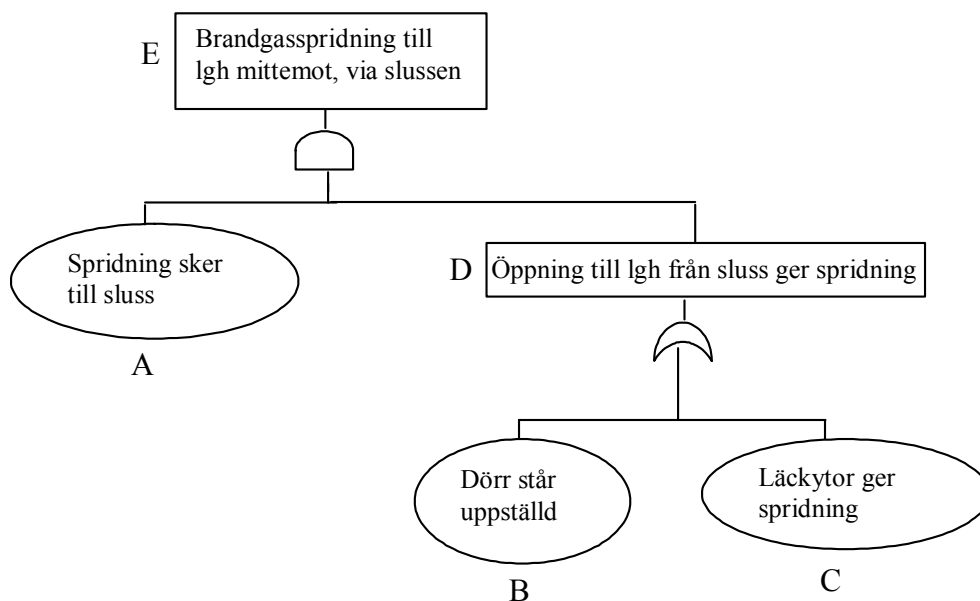 E
Brandgasspridning till
lgh mittemot, via slussen
Spridning sker
till sluss
A
D
Öppning till lgh från sluss ger spridning
Dörr står
uppställd
B
Läckytor ger
spridning
C